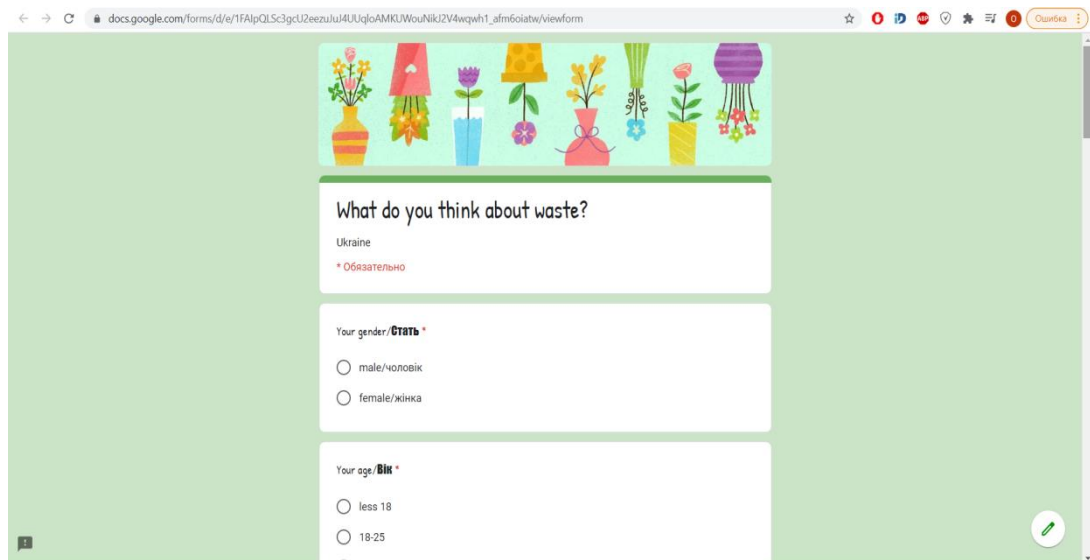 docs.google.com/forms/d/e/1FAIpQLSc3gcU2eezuJuJ4UUqloAMKUWouNikJ2V4wqwh1_afm6oiatw/viewform
ABP
O
Ошибка
What do you think about waste?
Ukraine
* Обязательно
Your gender/Стать *
male/чоловік
female/жінка
Your age/Вік *
less 18
18-25